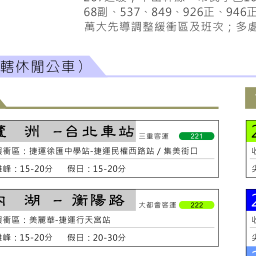 68副、537、849、926正、946正
萬大先導調整緩衝區及班次；多處
轄休閒公車）
蘆 洲 -台北車站 三重客運 221
緩衝區：捷運徐匯中學站-捷運民權西路站 / 集美街口
尖峰：15-20分 假日：15-20分
內 湖 -衡陽路 大都會客運 222
緩衝區：美麗華-捷運行天宮站
尖峰：15-20分 假日：20-30分